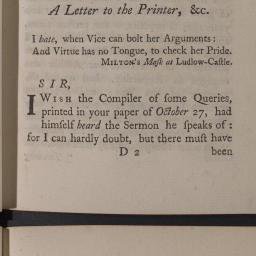 A Letter to the Printer, &c.
I hate, when Vice can bolt her Arguments:
And Virtue has no Tongue, to check her Pride.
MILTON's Mask at Ludlow-Caſtle.
SIR,
I WISH the Compiler of ſome Queries,
printed in your paper of October 27, had
himſelf heard the Sermon he ſpeaks of:
for I can hardly doubt, but there muſt have
D 2 been